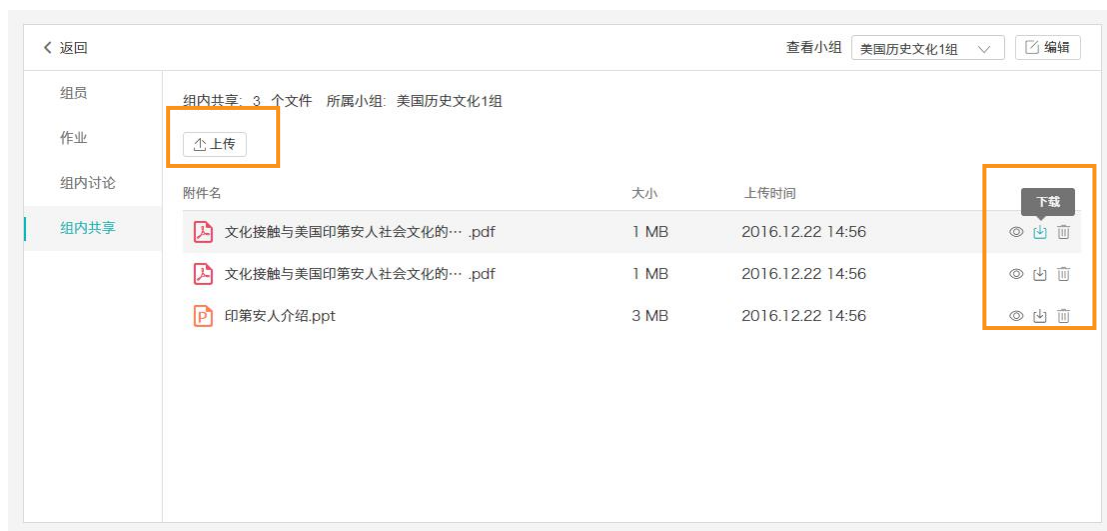 返回 查看小组 美国历史文化1组 编辑
组员
作业
组内讨论
组内共享
组内共享: 3 个文件 所属小组: 美国历史文化1组
上传
附件名 大小 上传时间
下载
文化接触与美国印第安人社会文化的… .pdf 1 MB 2016.12.22 14:56
文化接触与美国印第安人社会文化的… .pdf 1 MB 2016.12.22 14:56
印第安人介绍.ppt 3 MB 2016.12.22 14:56